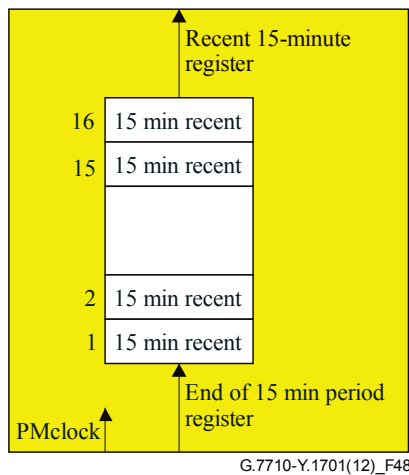 Recent 15-minute
register
16 15 min recent
15 15 min recent
2 15 min recent
1 15 min recent
End of 15 min period
register
PMclock
G.7710-Y.1701(12)_F48